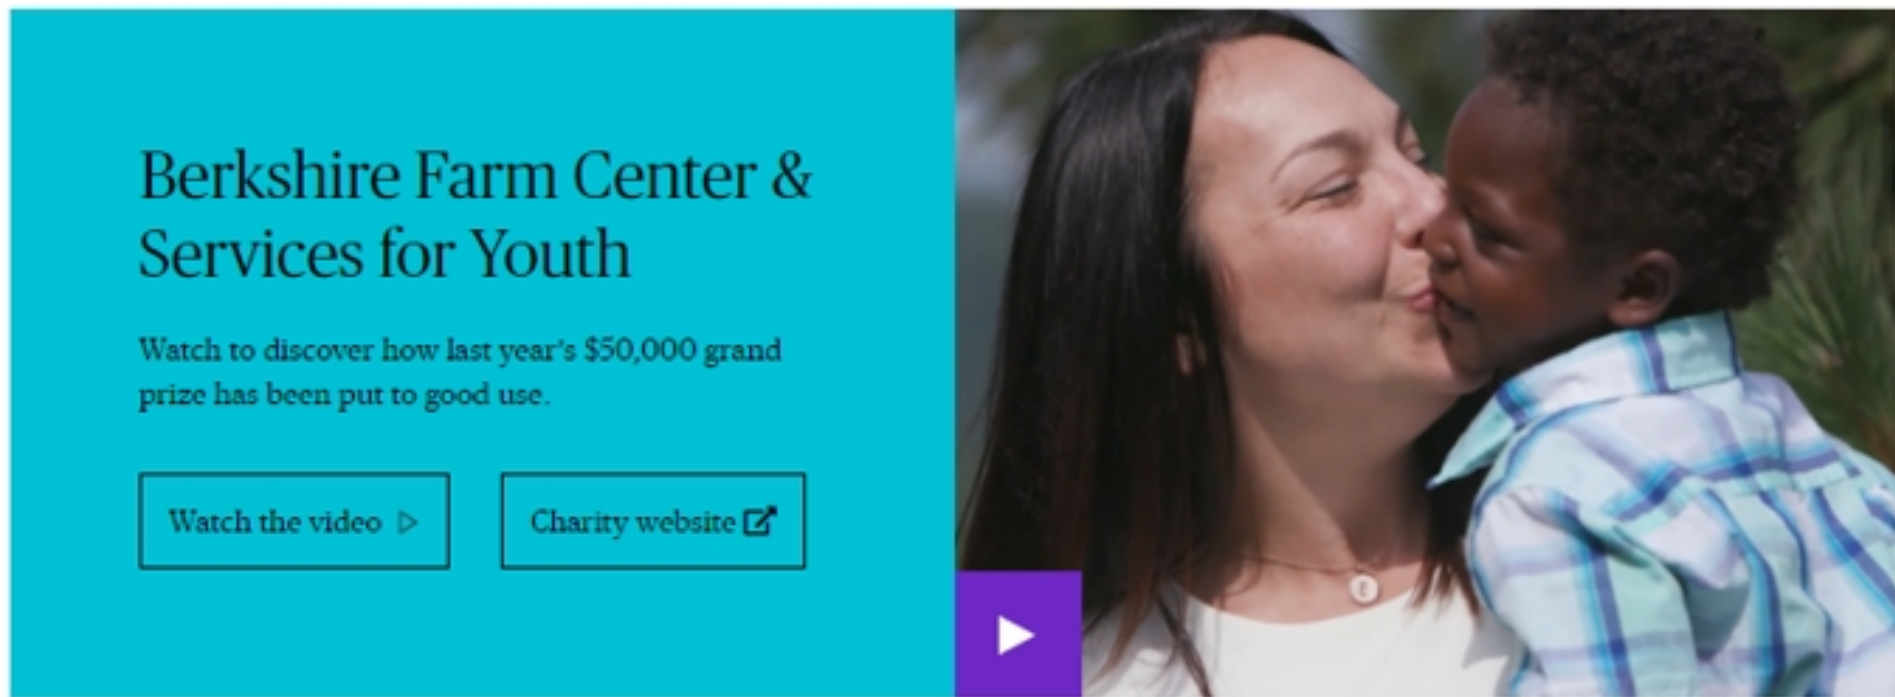 Berkshire Farm Center &
Services for Youth
Watch to discover how last year's $50,000 grand
prize has been put to good use.
Watch the video
Charity website
E